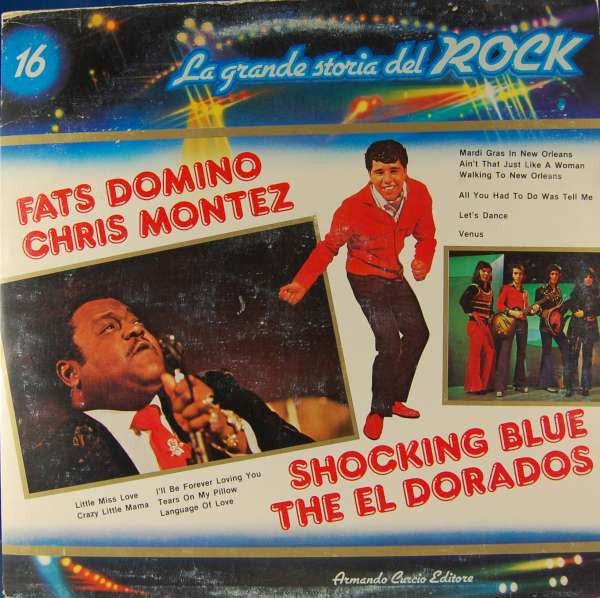 16
La grande storia del ROCK
FATS DOMINO
CHRIS MONTEZ
Mardi Gras In New Orleans
Ain't That Just Like A Woman
Walking To New Orleans
All You Had To Do Was Tell Me
Let's Dance
Venus
SHOCKING BLUE
THE EL DORADOS
Little Miss Love
Crazy Little Mama
I'll Be Forever Loving You
Tears On My Pillow
Language Of Love
Armando Curcio Editore